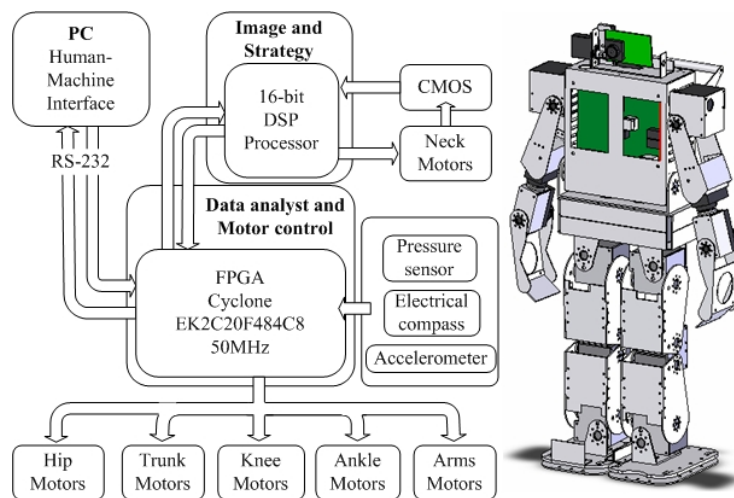 PC
Human-
Machine
Interface
RS-232
Image and
Strategy
16-bit
DSP
Processor
CMOS
Neck
Motors
Data analyst and
Motor control
FPGA
Cyclone
EK2C20F484C8
50MHz
Pressure
sensor
Electrical
compass
Accelerometer
Hip
Motors
Trunk
Motors
Knee
Motors
Ankle
Motors
Arms
Motors